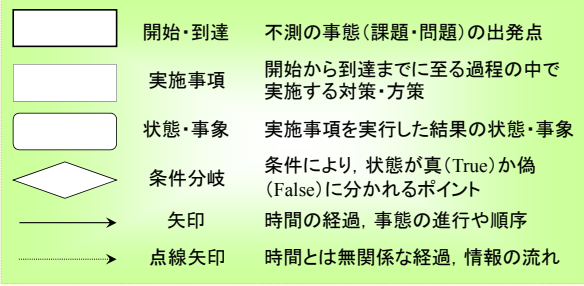 開始・到達 不測の事態（課題・問題）の出発点
実施事項 開始から到達までに至る過程の中で
実施する対策・方策
状態・事象 実施事項を実行した結果の状態・事象
条件分岐 条件により，状態が真（True）か偽
（False）に分かれるポイント
矢印 時間の経過，事態の進行や順序
点線矢印 時間とは無関係な経過，情報の流れ